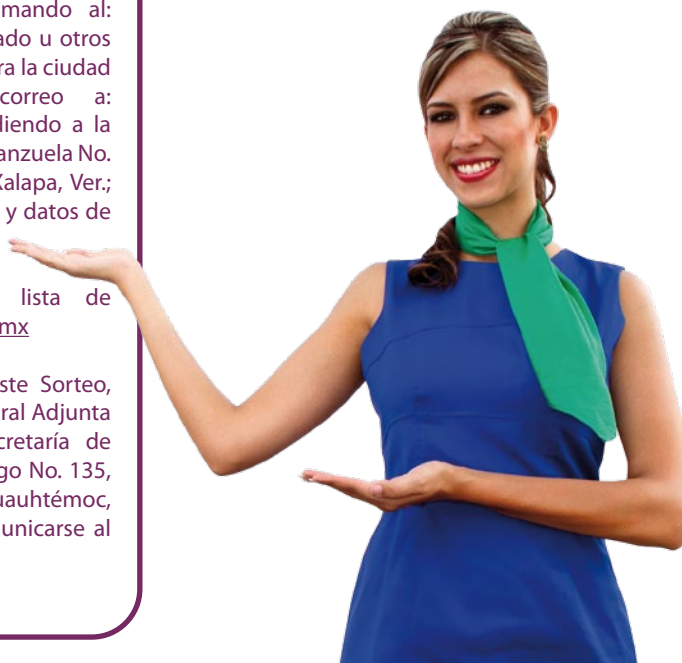 mando al:
ado u otros
ra la ciudad
correo a:
diendo a la
anzuela No.
Xalapa, Ver.;
y datos de
lista de
mx
ste Sorteo,
ral Adjunta
cretaría de
go No. 135,
uauhtémoc,
unicarse al